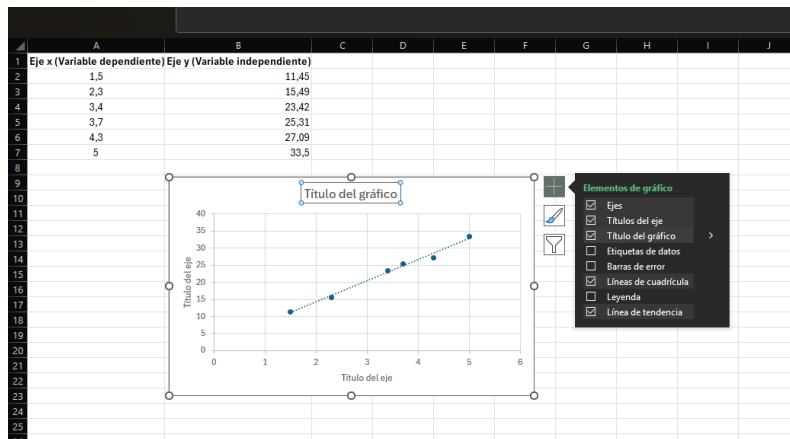 A B C D E F G H I J
1 Eje x (Variable dependiente) Eje y (Variable independiente)
2 1,5 11,45
3 2,3 15,49
4 3,4 23,42
5 3,7 25,31
6 4,3 27,09
7 5 33,5
8
9
10
11
12
13
14
15
16
17
18
19
20
21
22
23
24
25
Título del gráfico
40
35
30
25
20
15
10
5
0
Título del eje
0 1 2 3 4 5 6
Título del eje
Elementos de gráfico
Ejes
Títulos del eje
Título del gráfico
Etiquetas de datos
Barras de error
Líneas de cuadrícula
Leyenda
Línea de tendencia